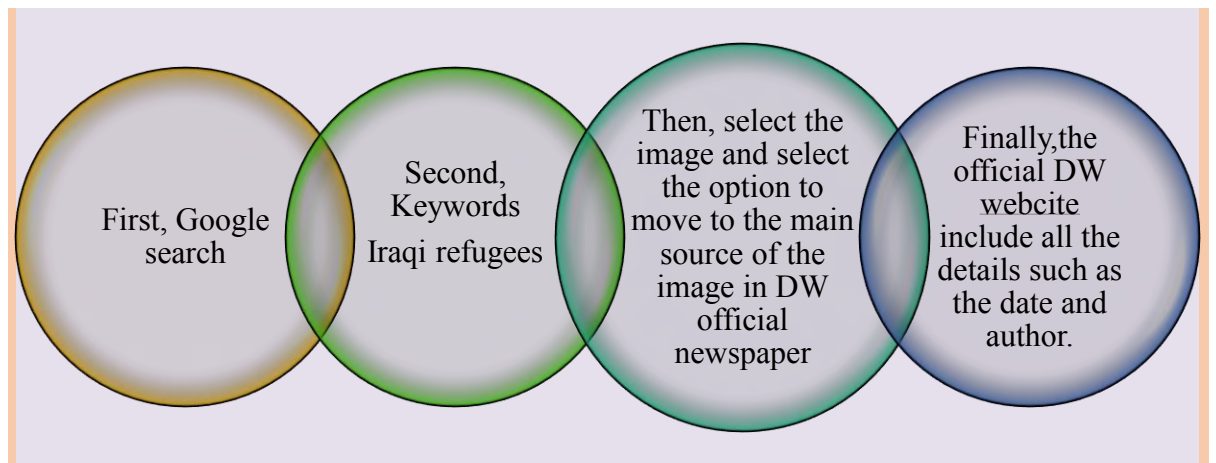 First, Google
search
Second,
Keywords
Iraqi refugees
Then, select the
image and select
the option to
move to the main
source of the
image in DW
official
newspaper
Finally,the
official DW
webcite
include all the
details such as
the date and
author.